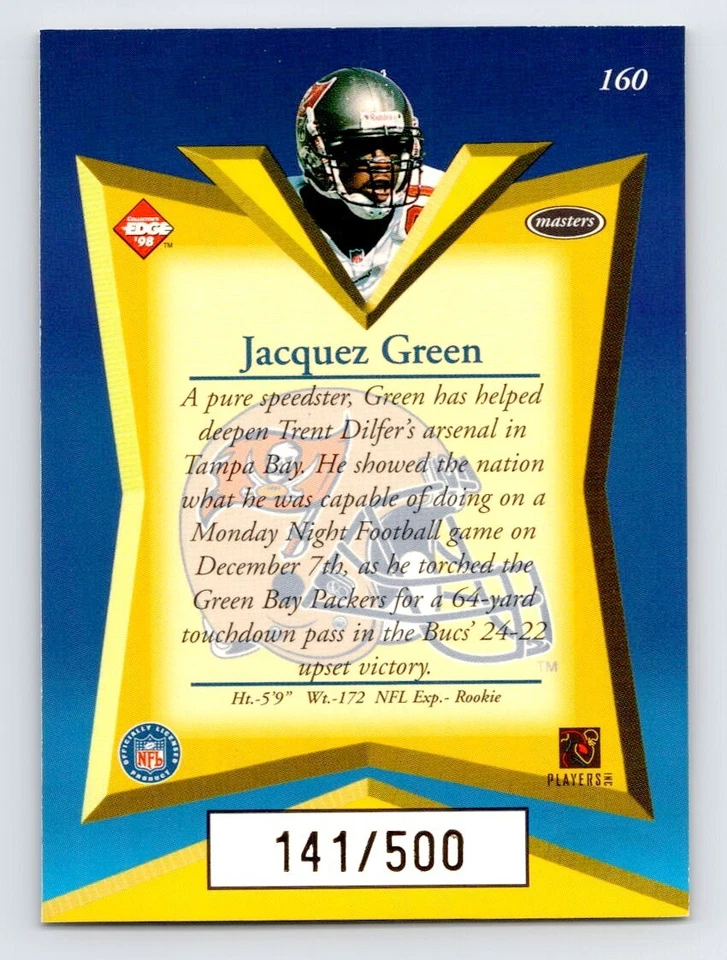 160
Riddell
COLLECTOR'S
EDGE
'98
TM
masters
Jacquez Green
A pure speedster, Green has helped
deepen Trent Dilfer's arsenal in
Tampa Bay. He showed the nation
what he was capable of doing on a
Monday Night Football game on
December 7th, as he torched the
Green Bay Packers for a 64-yard
touchdown pass in the Bucs' 24-22
upset victory.
TM
Ht.-5'9" Wt.-172 NFL Exp.- Rookie
OFFICIALLY LICENSED
NFL
PRODUCT
PLAYERS INC
141/500